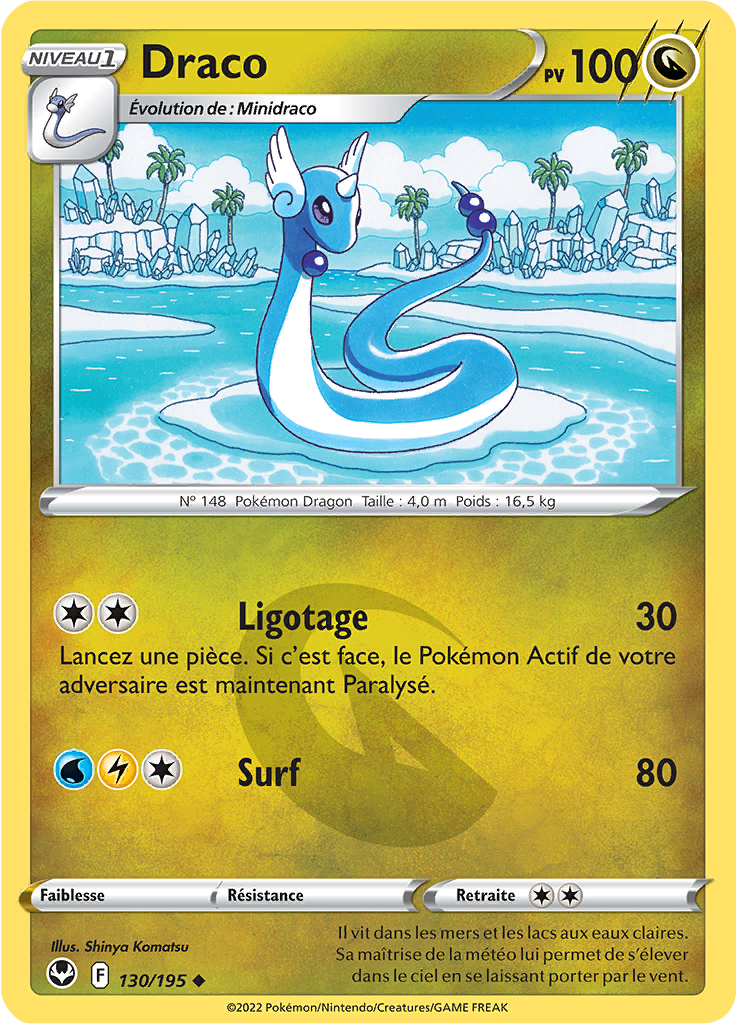 NIVEAU 1
Draco
PV 100
Évolution de : Minidraco
N° 148 Pokémon Dragon Taille : 4,0 m Poids : 16,5 kg
Ligotage 30
Lancez une pièce. Si c'est face, le Pokémon Actif de votre
adversaire est maintenant Paralysé.
Surf 80
Faiblesse Résistance Retraite
Illus. Shinya Komatsu
Il vit dans les mers et les lacs aux eaux claires.
Sa maîtrise de la météo lui permet de s'élever
dans le ciel en se laissant porter par le vent.
F 130/195
©2022 Pokémon/Nintendo/Creatures/GAME FREAK